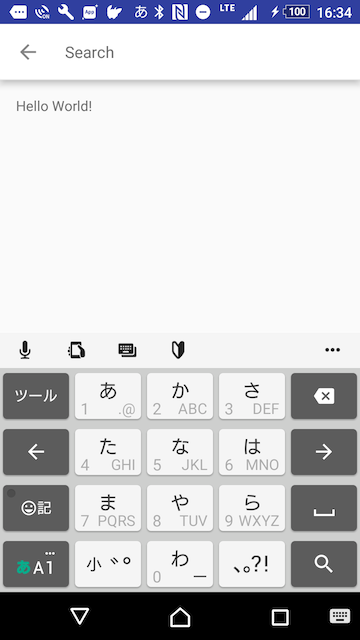 App あ LTE 100 16:34
Search
Hello World!
ツール あ 1 .@ か 2 ABC さ 3 DEF
た 4 GHI な 5 JKL は 6 MNO
記 ま 7 PQRS や 8 TUV ら 9 WXYZ
あA1 小゛゜ わ 0 ー 、。?!